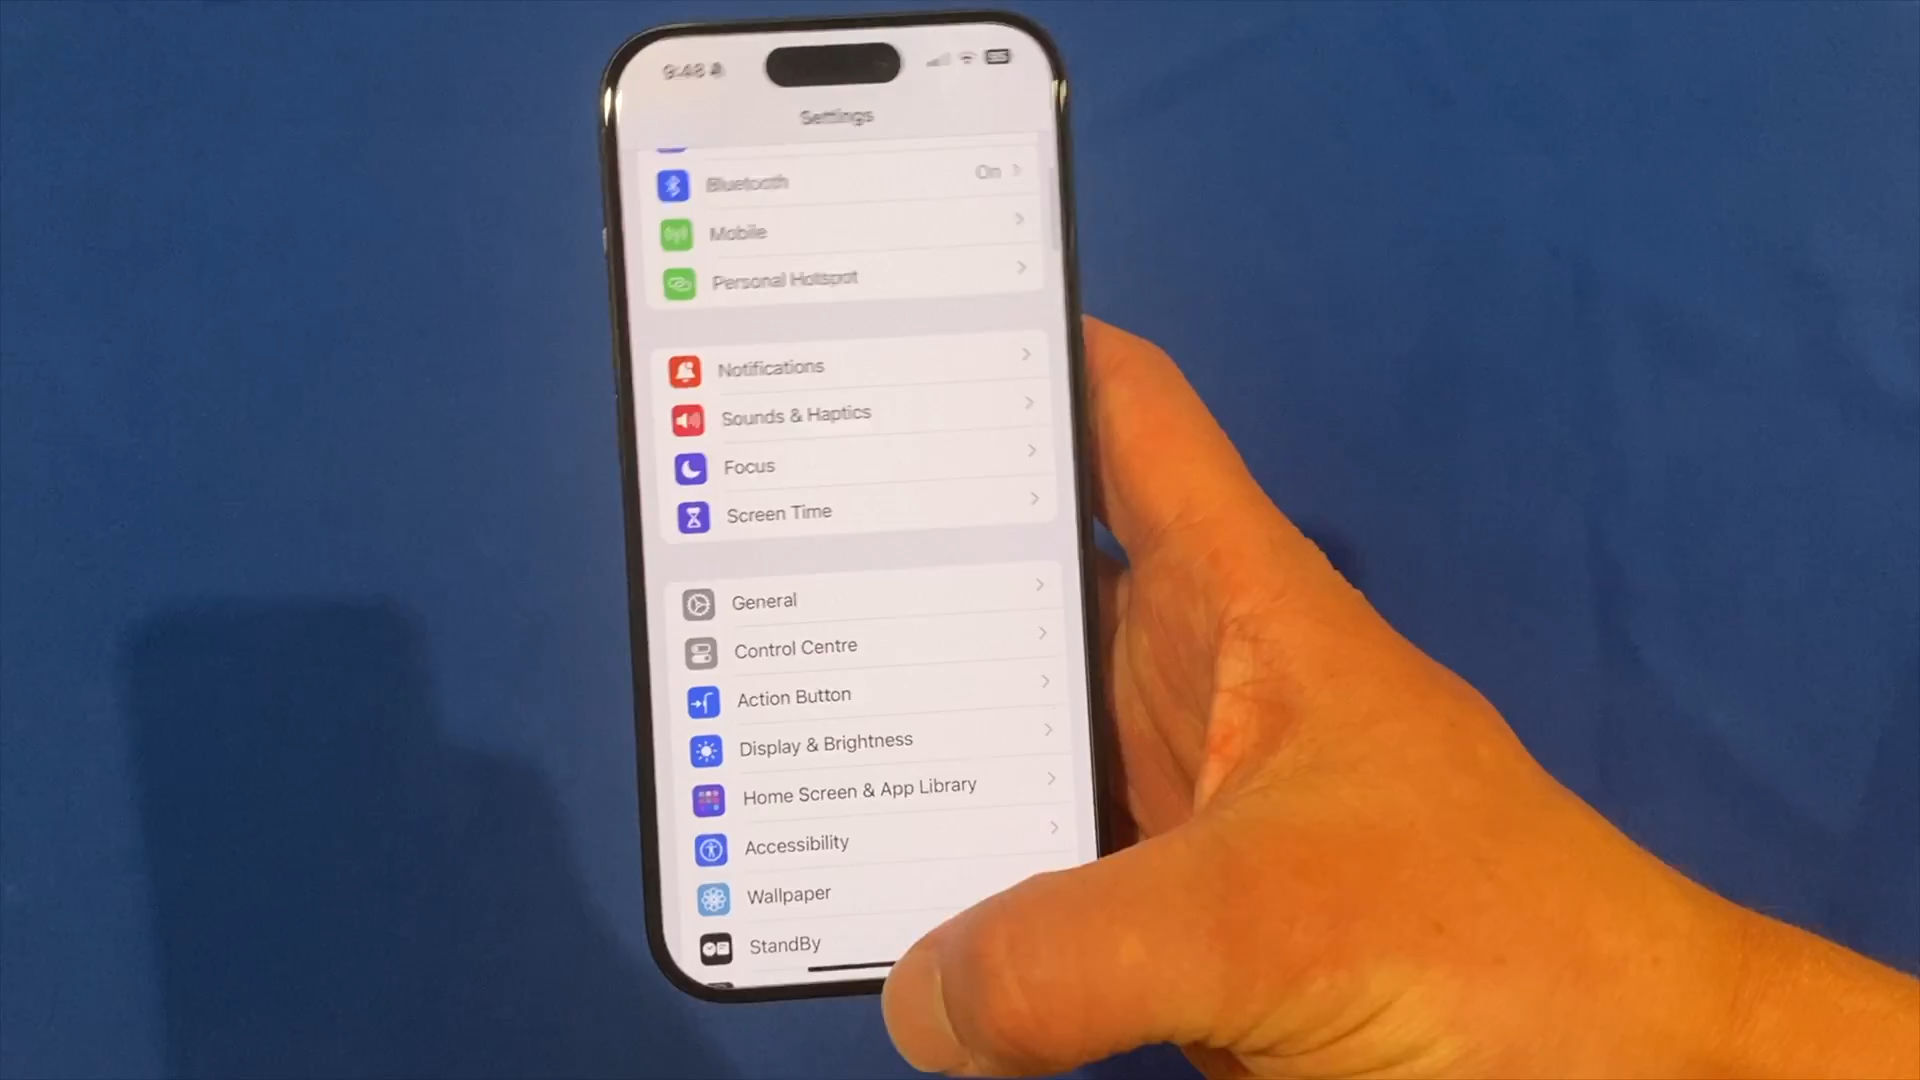 9:48
Settings
Bluetooth On
Mobile
Personal Hotspot
Notifications
Sounds & Haptics
Focus
Screen Time
General
Control Centre
Action Button
Display & Brightness
Home Screen & App Library
Accessibility
Wallpaper
StandBy